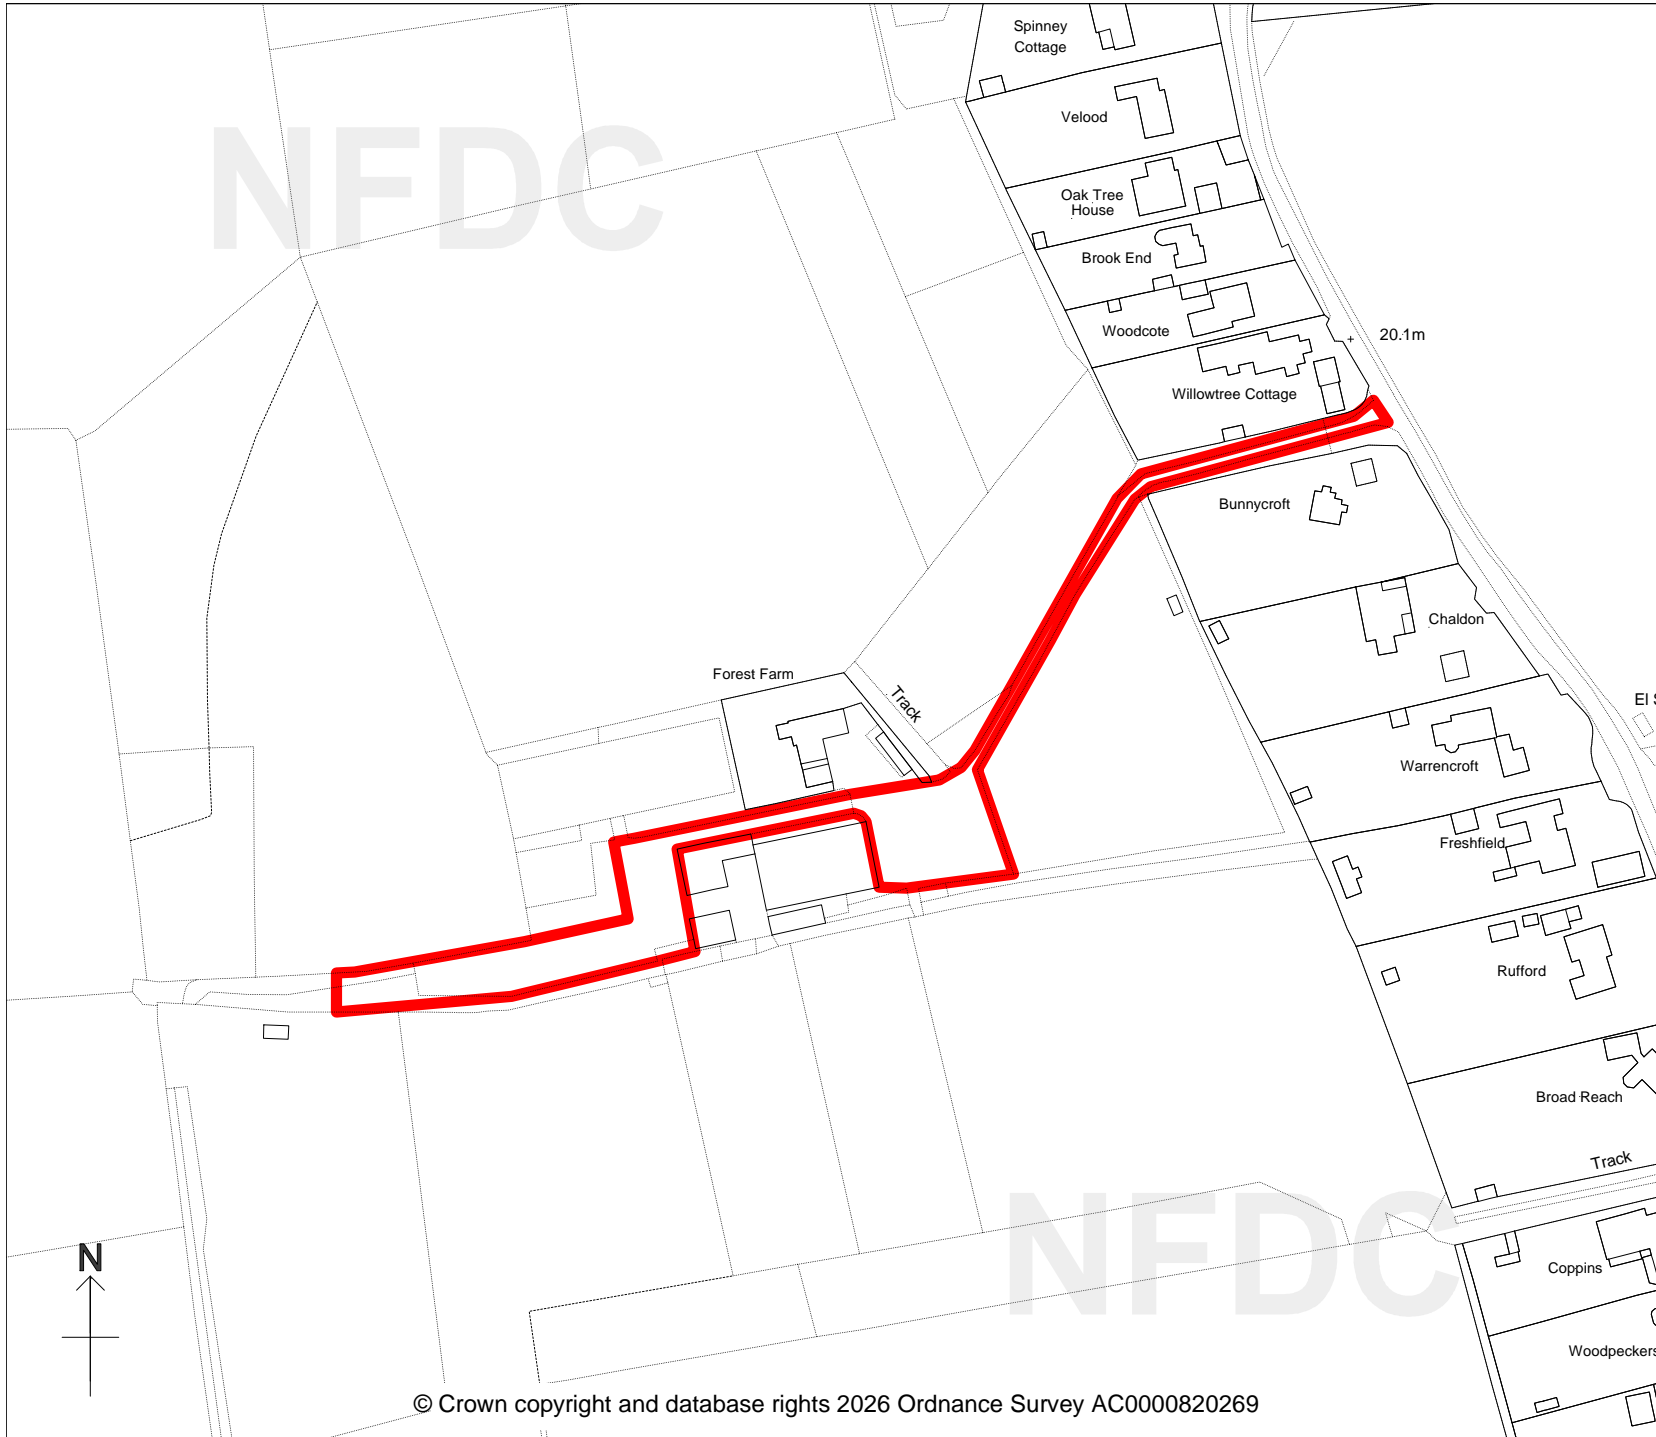 Spinney
Cottage
Velood
NFDC
Oak Tree
House
Brook End
Woodcote
20.1m
Willowtree Cottage
Bunnycroft
Chaldon
Forest Farm
Track
Warrencroft
Freshfield
Rufford
Broad Reach
Track
NFDC
N
Coppins
Woodpeckers
© Crown copyright and database rights 2026 Ordnance Survey AC0000820269